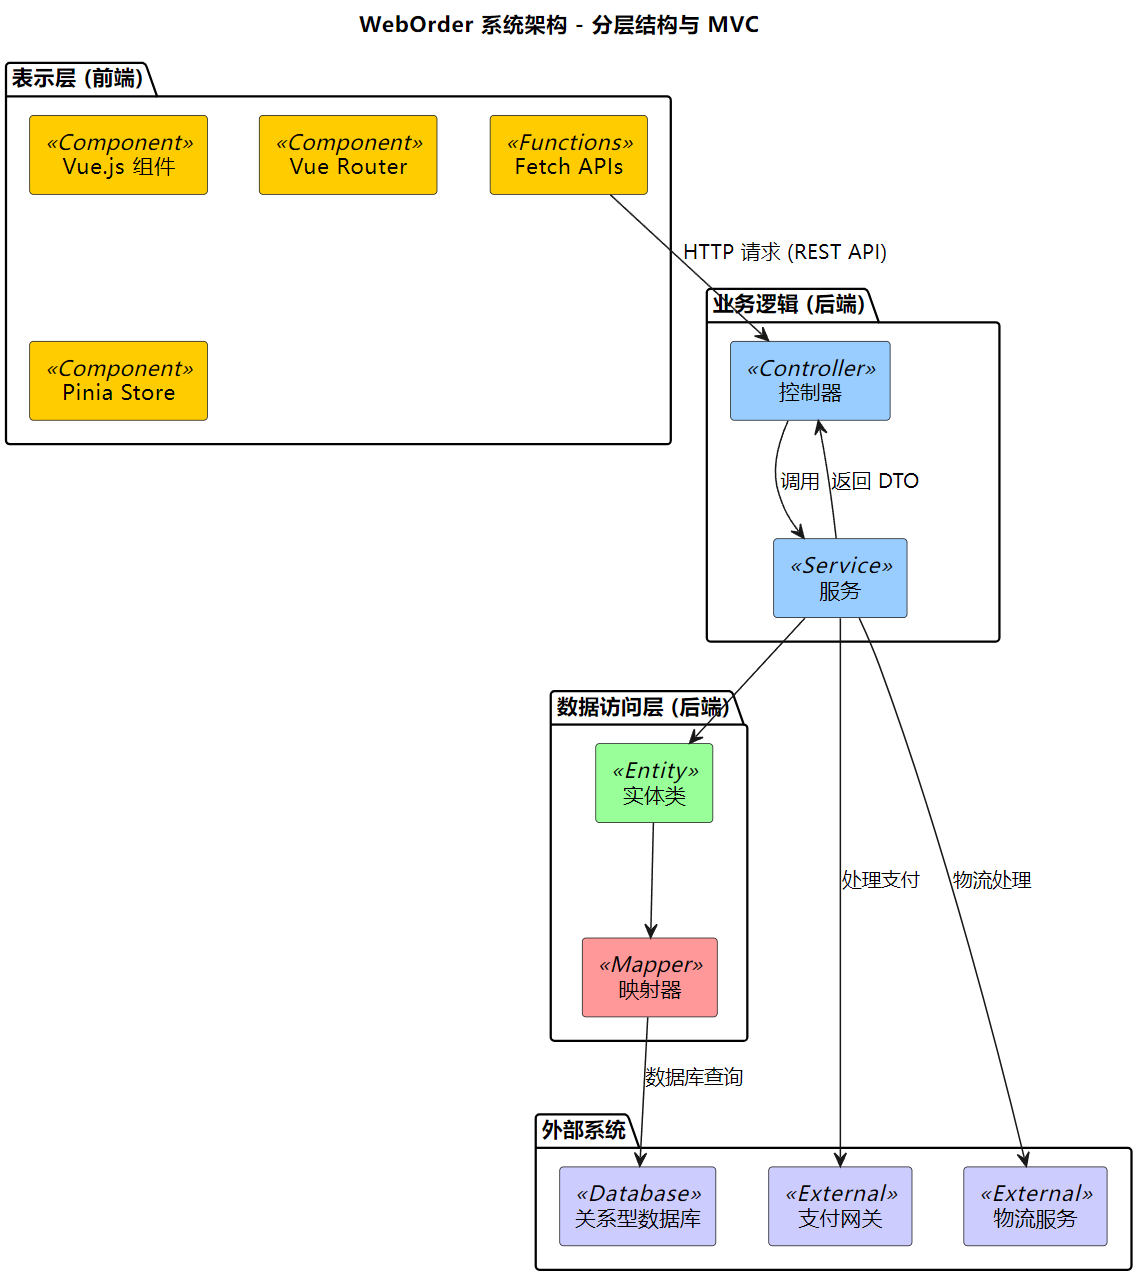 WebOrder 系统架构 - 分层结构与 MVC
表示层 (前端)
«Component»
Vue.js 组件
«Component»
Vue Router
«Functions»
Fetch APIs
HTTP 请求 (REST API)
业务逻辑 (后端)
«Component»
Pinia Store
«Controller»
控制器
调用
返回 DTO
«Service»
服务
数据访问层 (后端)
«Entity»
实体类
处理支付
物流处理
«Mapper»
映射器
数据库查询
外部系统
«Database»
关系型数据库
«External»
支付网关
«External»
物流服务